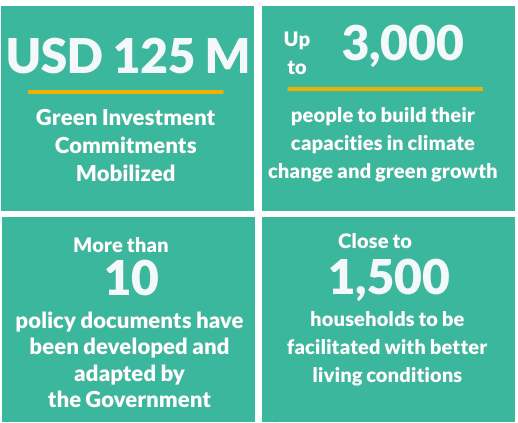 USD 125 M
Green Investment
Commitments
Mobilized
Up
to
3,000
people to build their
capacities in climate
change and green growth
More than
10
policy documents have
been developed and
adapted by
the Government
Close to
1,500
households to be
facilitated with better
living conditions